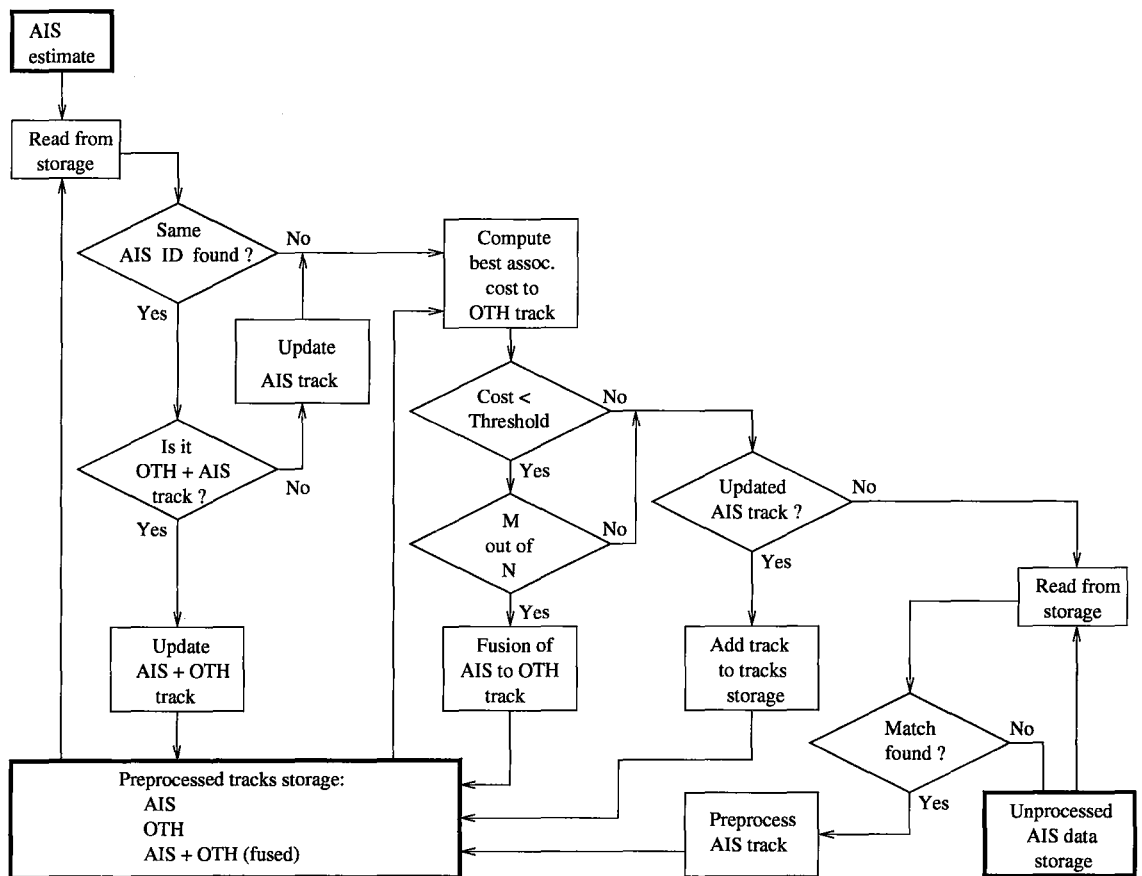 AIS
estimate
Read from
storage
Same
AIS ID found ?
No
Yes
Compute
best assoc.
cost to
OTH track
Update
AIS track
Cost <
Threshold
No
Yes
Is it
OTH + AIS
track ?
No
Yes
M
out of
N
No
Yes
Updated
AIS track ?
No
Yes
Read from
storage
Update
AIS + OTH
track
Fusion of
AIS to OTH
track
Add track
to tracks
storage
Match
found ?
No
Yes
Preprocessed tracks storage:
AIS
OTH
AIS + OTH (fused)
Preprocess
AIS track
Unprocessed
AIS data
storage